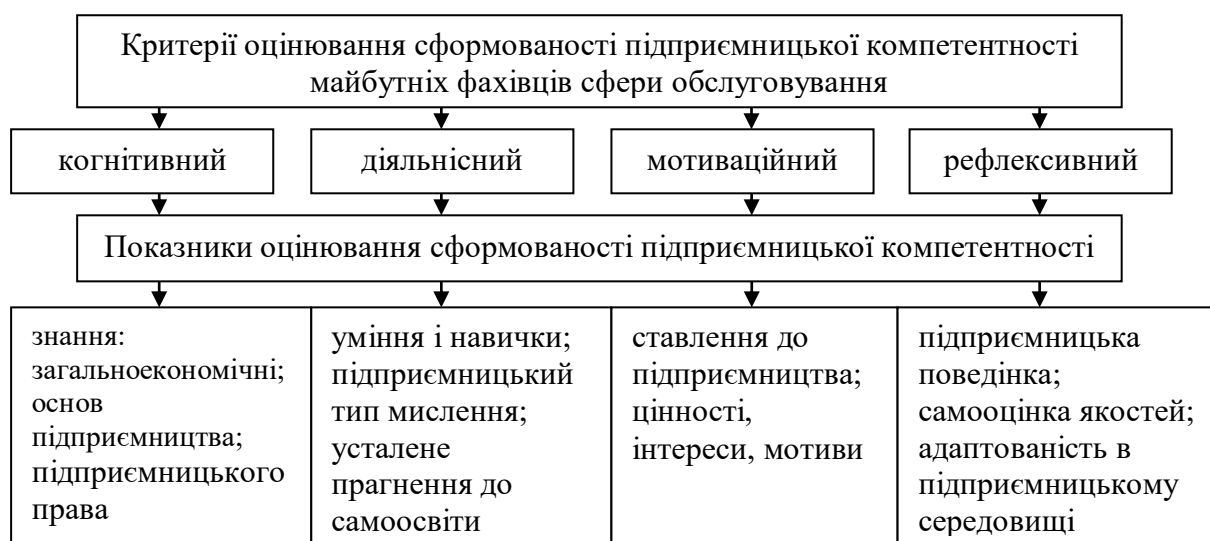 Критерії оцінювання сформованості підприємницької компетентності
майбутніх фахівців сфери обслуговування
когнітивний
діяльнісний
мотиваційний
рефлексивний
Показники оцінювання сформованості підприємницької компетентності
знання:
загальноекономічні;
основ
підприємництва;
підприємницького
права
уміння і навички;
підприємницький
тип мислення;
усталене
прагнення до
самоосвіти
ставлення до
підприємництва;
цінності,
інтереси, мотиви
підприємницька
поведінка;
самооцінка якостей;
адаптованість в
підприємницькому
середовищі